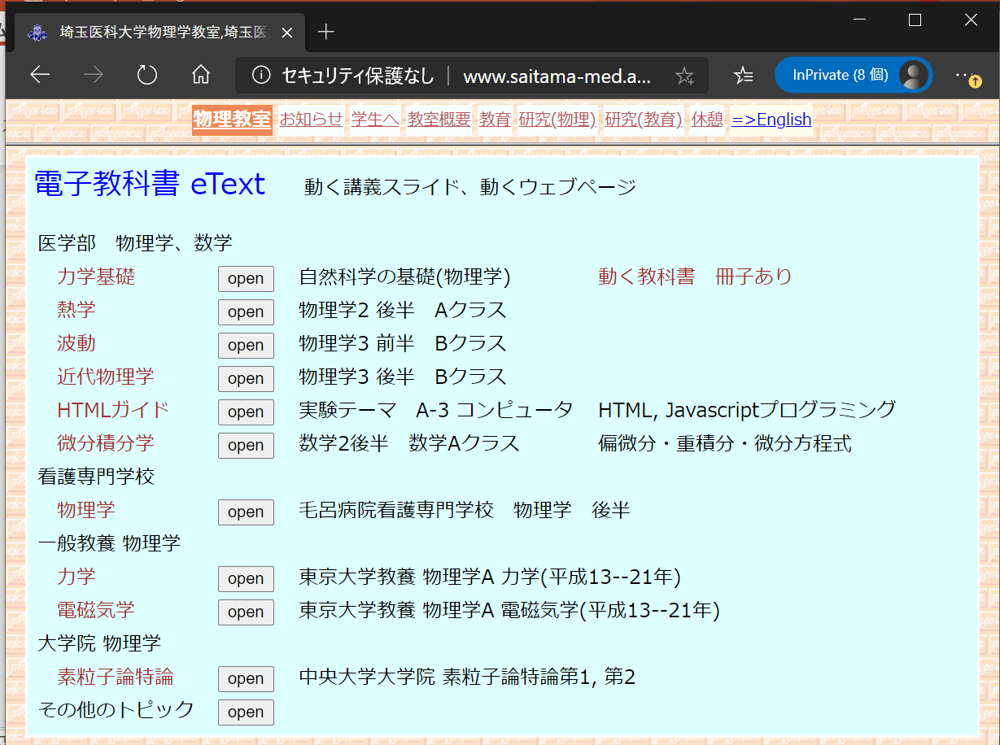 埼玉医科大学物理学教室,埼玉医
セキュリティ保護なし www.saitama-med.a... InPrivate (8 個)
物理教室 お知らせ 学生へ 教室概要 教育 研究(物理) 研究(教育) 休憩 =>English
電子教科書 eText 動く講義スライド、動くウェブページ
医学部　物理学、数学
力学基礎 open 自然科学の基礎(物理学) 動く教科書　冊子あり
熱学 open 物理学2 後半　Aクラス
波動 open 物理学3 前半　Bクラス
近代物理学 open 物理学3 後半　Bクラス
HTMLガイド open 実験テーマ　A-3 コンピュータ HTML, Javascriptプログラミング
微分積分学 open 数学2後半　数学Aクラス 偏微分・重積分・微分方程式
看護専門学校
物理学 open 毛呂病院看護専門学校　物理学　後半
一般教養 物理学
力学 open 東京大学教養 物理学A 力学(平成13--21年)
電磁気学 open 東京大学教養 物理学A 電磁気学(平成13--21年)
大学院 物理学
素粒子論特論 open 中央大学大学院 素粒子論特論第1, 第2
その他のトピック open